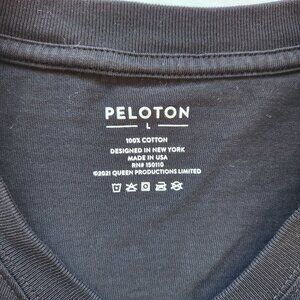 PELOTON
L
100% COTTON
DESIGNED IN NEW YORK
MADE IN USA
RN# 150110
©2021 QUEEN PRODUCTIONS LIMITED